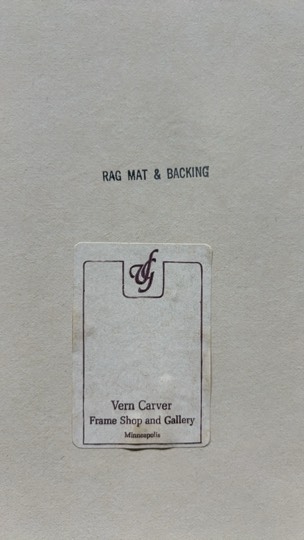 RAG MAT & BACKING
Vern Carver
Frame Shop and Gallery
Minneapolis